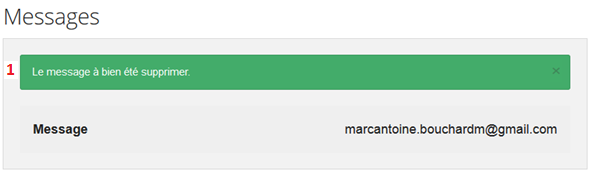 Messages
1 Le message à bien été supprimer. ×
Message marcantoine.bouchardm@gmail.com